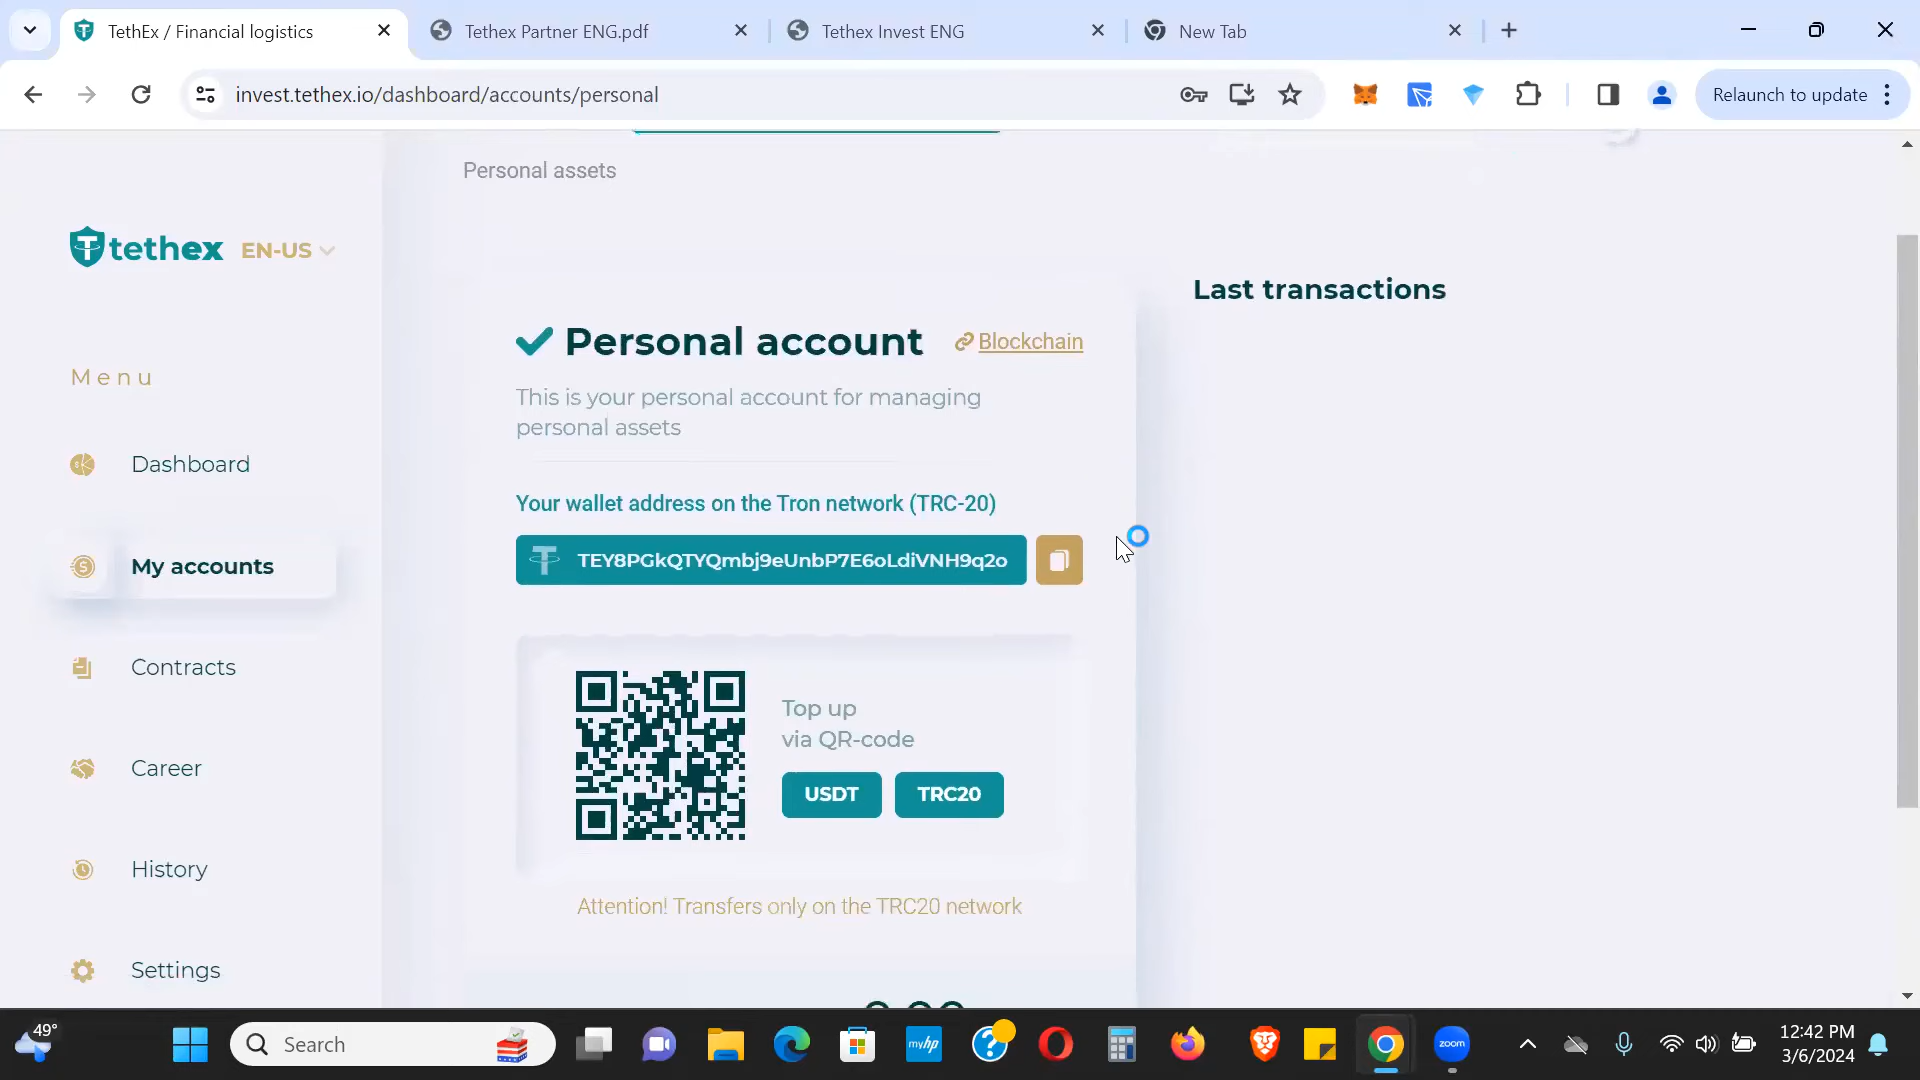 TethEx / Financial logistics
Tethex Partner ENG.pdf
Tethex Invest ENG
New Tab
invest.tethex.io/dashboard/accounts/personal
Relaunch to update
Personal assets
tethex EN-US
Menu
Dashboard
My accounts
Contracts
Career
History
Settings
Personal account
Blockchain
This is your personal account for managing
personal assets
Your wallet address on the Tron network (TRC-20)
TEY8PGkQTYQmbj9eUnbP7E6oLdiVNH9q2o
Top up
via QR-code
USDT TRC20
Attention! Transfers only on the TRC20 network
Last transactions
49°
Search
myhp
zoom
12:42 PM
3/6/2024